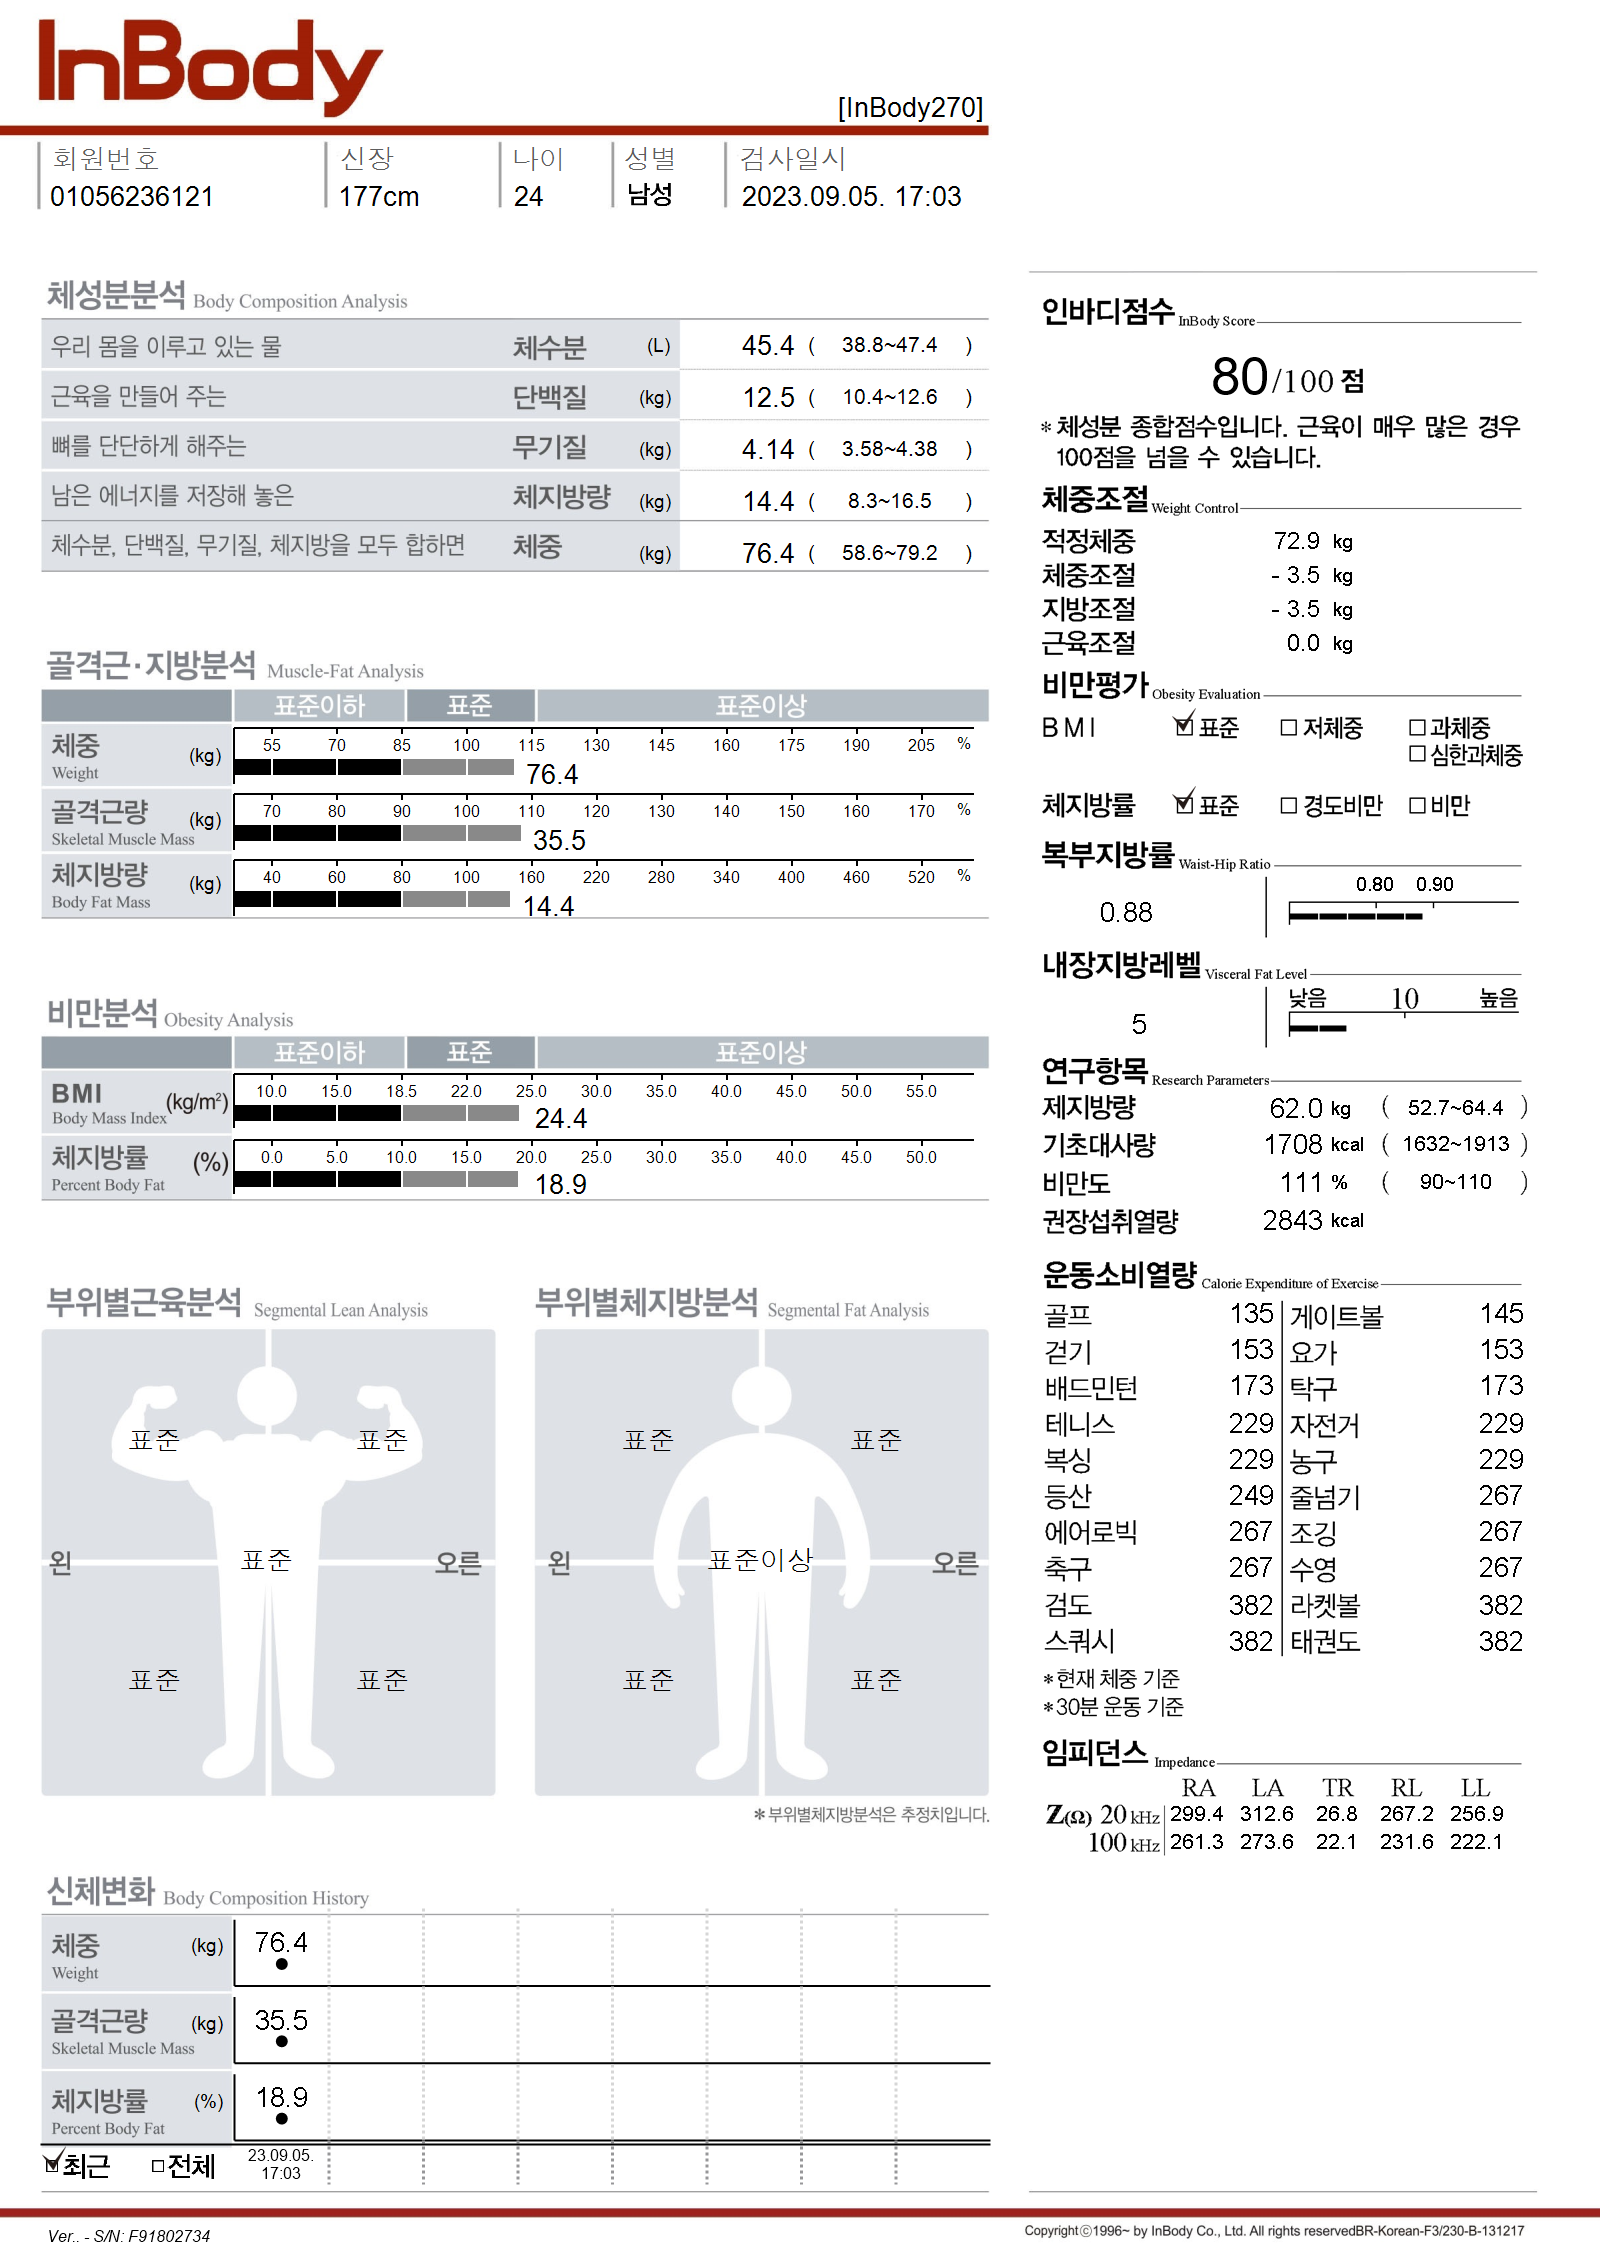 InBody
[InBody270]
회원번호 신장 나이 성별 검사일시
01056236121 177cm 24 남성 2023.09.05. 17:03
체성분분석 Body Composition Analysis
우리 몸을 이루고 있는 물 체수분 (L) 45.4 ( 38.8~47.4 )
근육을 만들어 주는 단백질 (kg) 12.5 ( 10.4~12.6 )
뼈를 단단하게 해주는 무기질 (kg) 4.14 ( 3.58~4.38 )
남은 에너지를 저장해 놓은 체지방량 (kg) 14.4 ( 8.3~16.5 )
체수분, 단백질, 무기질, 체지방을 모두 합하면 체중 (kg) 76.4 ( 58.6~79.2 )
골격근·지방분석 Muscle-Fat Analysis
표준이하 표준 표준이상
체중 (kg) 55 70 85 100 115 130 145 160 175 190 205 %
Weight 76.4
골격근량 (kg) 70 80 90 100 110 120 130 140 150 160 170 %
Skeletal Muscle Mass 35.5
체지방량 (kg) 40 60 80 100 160 220 280 340 400 460 520 %
Body Fat Mass 14.4
비만분석 Obesity Analysis
표준이하 표준 표준이상
BMI (kg/m²) 10.0 15.0 18.5 22.0 25.0 30.0 35.0 40.0 45.0 50.0 55.0
Body Mass Index 24.4
체지방률 (%) 0.0 5.0 10.0 15.0 20.0 25.0 30.0 35.0 40.0 45.0 50.0
Percent Body Fat 18.9
부위별근육분석 Segmental Lean Analysis
표준 표준
왼 표준 오른
표준 표준
부위별체지방분석 Segmental Fat Analysis
표준 표준
왼 표준이상 오른
표준 표준
* 부위별체지방분석은 추정치입니다.
신체변화 Body Composition History
체중 (kg) 76.4
Weight
골격근량 (kg) 35.5
Skeletal Muscle Mass
체지방률 (%) 18.9
Percent Body Fat
최근 전체 23.09.05.
17:03
인바디점수 InBody Score
80/100 점
* 체성분 종합점수입니다. 근육이 매우 많은 경우
100점을 넘을 수 있습니다.
체중조절 Weight Control
적정체중 72.9 kg
체중조절 - 3.5 kg
지방조절 - 3.5 kg
근육조절 0.0 kg
비만평가 Obesity Evaluation
BMI 표준 저체중 과체중
심한과체중
체지방률 표준 경도비만 비만
복부지방률 Waist-Hip Ratio
0.80 0.90
0.88
내장지방레벨 Visceral Fat Level
낮음 10 높음
5
연구항목 Research Parameters
제지방량 62.0 kg ( 52.7~64.4 )
기초대사량 1708 kcal ( 1632~1913 )
비만도 111 % ( 90~110 )
권장섭취열량 2843 kcal
운동소비열량 Calorie Expenditure of Exercise
골프 135 게이트볼 145
걷기 153 요가 153
배드민턴 173 탁구 173
테니스 229 자전거 229
복싱 229 농구 229
등산 249 줄넘기 267
에어로빅 267 조깅 267
축구 267 수영 267
검도 382 라켓볼 382
스쿼시 382 태권도 382
*현재 체중 기준
*30분 운동 기준
임피던스 Impedance
RA LA TR RL LL
Z(Ω) 20 kHz 299.4 312.6 26.8 267.2 256.9
100 kHz 261.3 273.6 22.1 231.6 222.1
Ver.. - S/N: F91802734
Copyright©1996~ by InBody Co., Ltd. All rights reservedBR-Korean-F3/230-B-131217